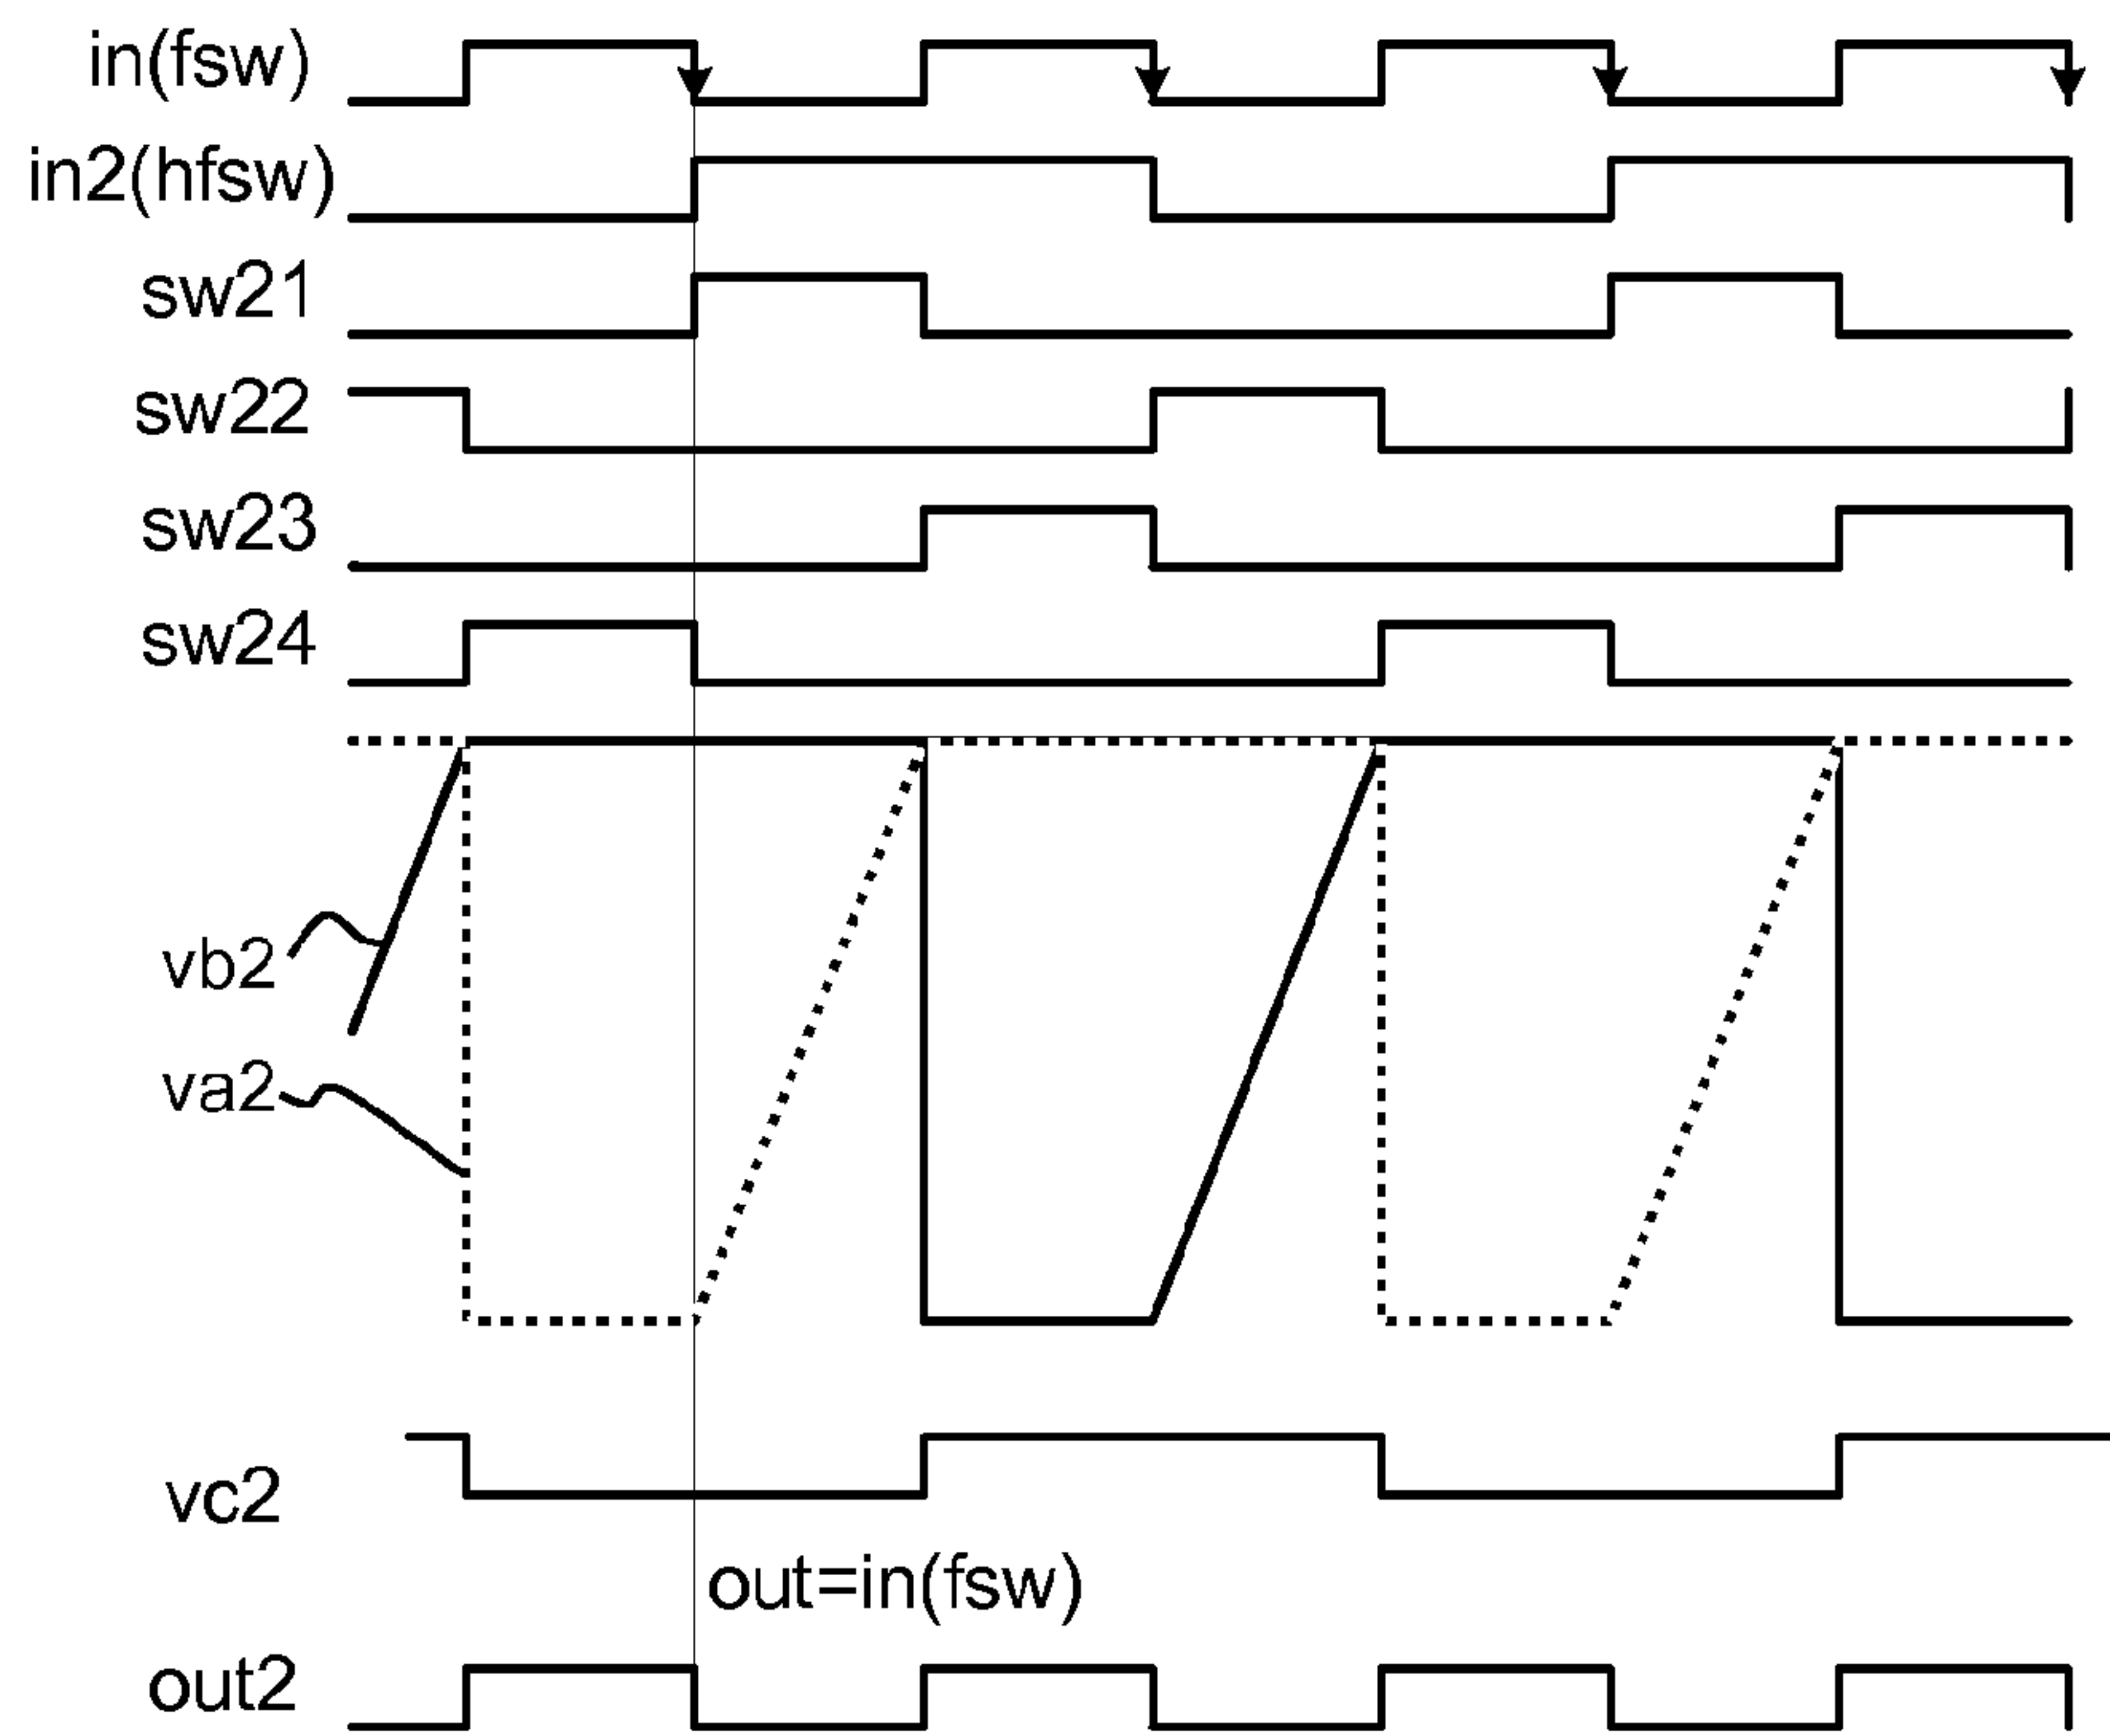 in(fsw)
in2(hfsw)
sw21
sw22
sw23
sw24
vb2
va2
vc2
out=in(fsw)
out2